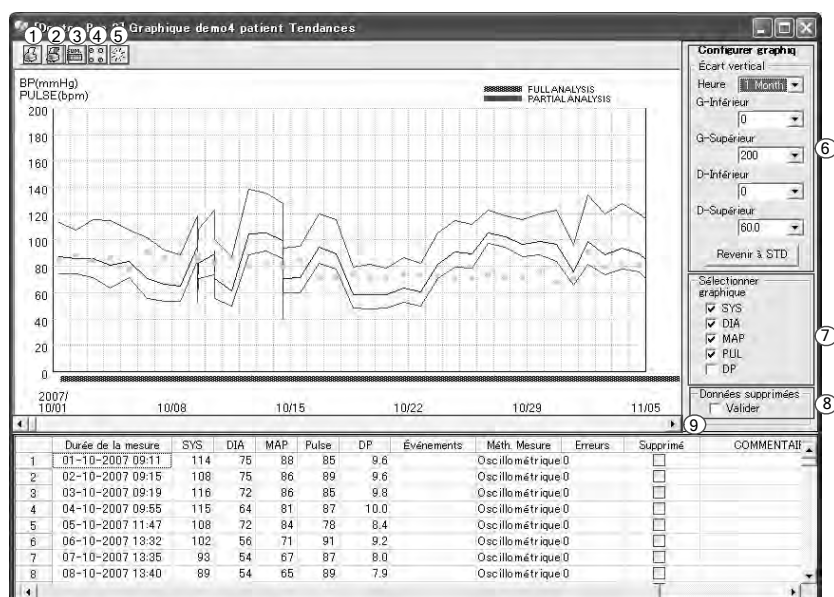 Graphique demo4 patient Tendances
① ② ③ ④ ⑤
SUM.
BP(mmHg)
PULSE(bpm)
FULL ANALYSIS
PARTIAL ANALYSIS
200
180
160
140
120
100
80
60
40
20
0
2007/
10/01 10/08 10/15 10/22 10/29 11/05
Configurer graphiq
Écart vertical
Heure 1 Month
G-Inférieur
0
G-Supérieur
200
⑥
D-Inférieur
0
D-Supérieur
60.0
Revenir à STD
Sélectionner
graphique
SYS
DIA
⑦
MAP
PUL
DP
Données supprimées
⑧
Valider
⑨
Durée de la mesure SYS DIA MAP Pulse DP Événements Méth. Mesure Erreurs Supprimé COMMENTAIF
1 01-10-2007 09:11 114 75 88 85 9.6 Oscillométrique 0
2 02-10-2007 09:15 108 75 86 89 9.6 Oscillométrique 0
3 03-10-2007 09:19 116 72 86 85 9.8 Oscillométrique 0
4 04-10-2007 09:55 115 64 81 87 10.0 Oscillométrique 0
5 05-10-2007 11:47 108 72 84 78 8.4 Oscillométrique 0
6 06-10-2007 13:32 102 56 71 91 9.2 Oscillométrique 0
7 07-10-2007 13:35 93 54 67 87 8.0 Oscillométrique 0
8 08-10-2007 13:40 89 54 65 89 7.9 Oscillométrique 0